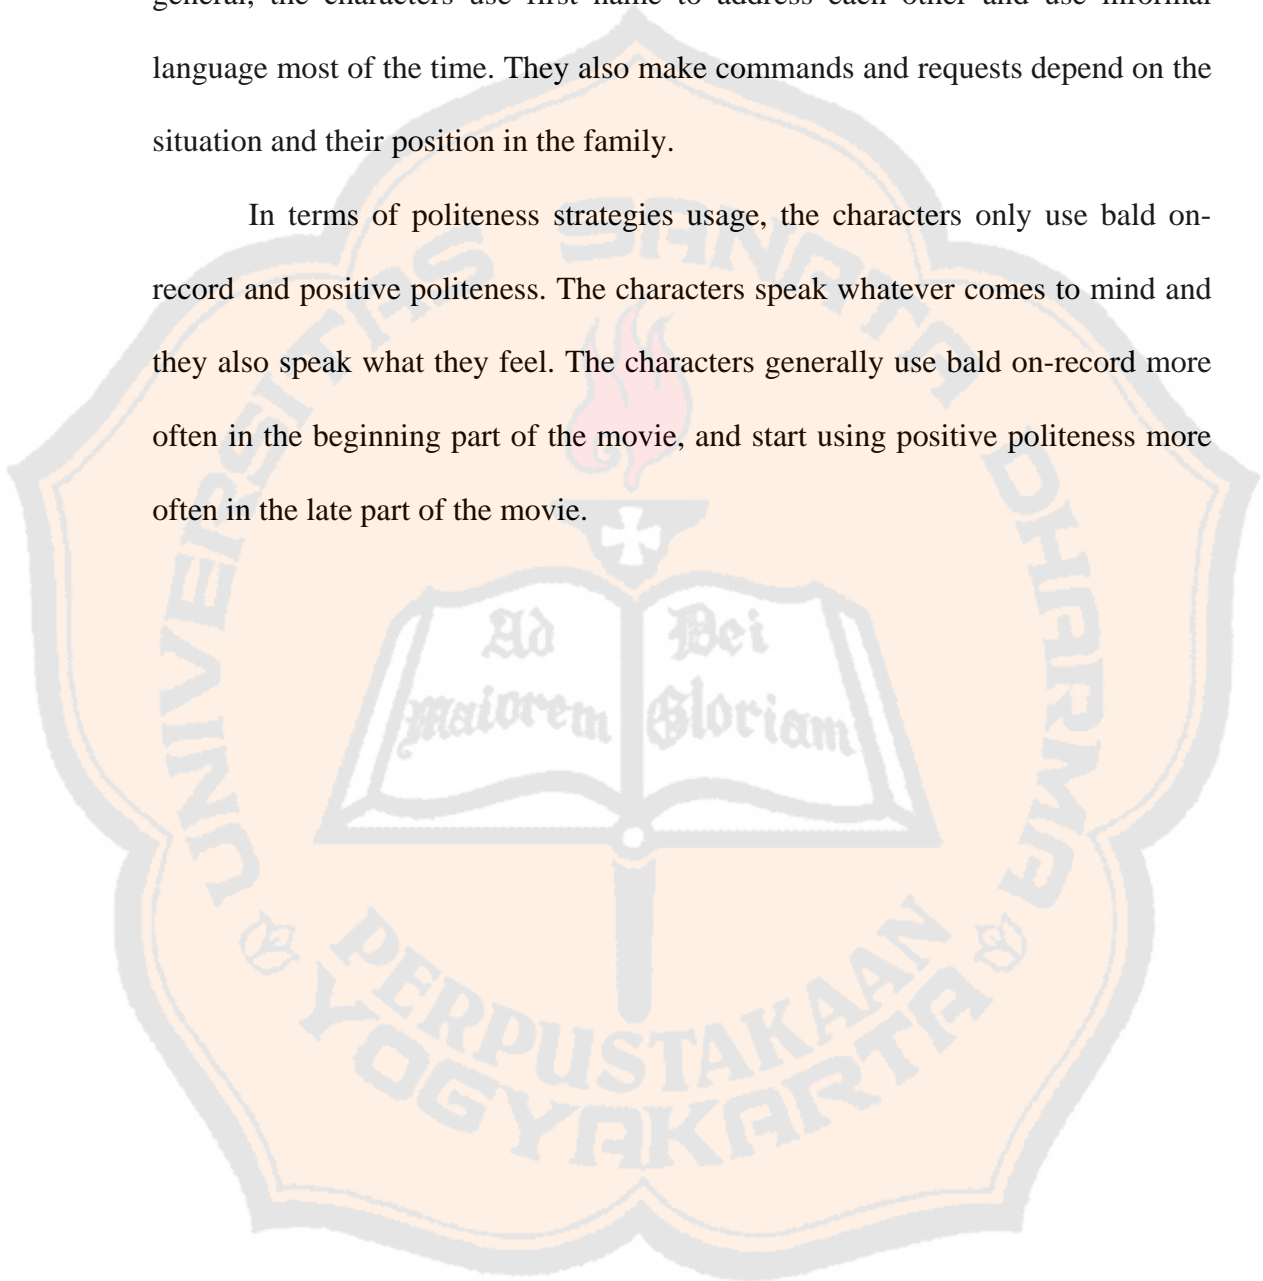 general, the characters use first name to address each other and use informal
language most of the time. They also make commands and requests depend on the
situation and their position in the family.
In terms of politeness strategies usage, the characters only use bald on-
record and positive politeness. The characters speak whatever comes to mind and
they also speak what they feel. The characters generally use bald on-record more
often in the beginning part of the movie, and start using positive politeness more
often in the late part of the movie.
UNIVERSITAS SANATA DHARMA
Ad Dei
Maiorem Gloriam
PERPUSTAKAAN
YOGYAKARTA